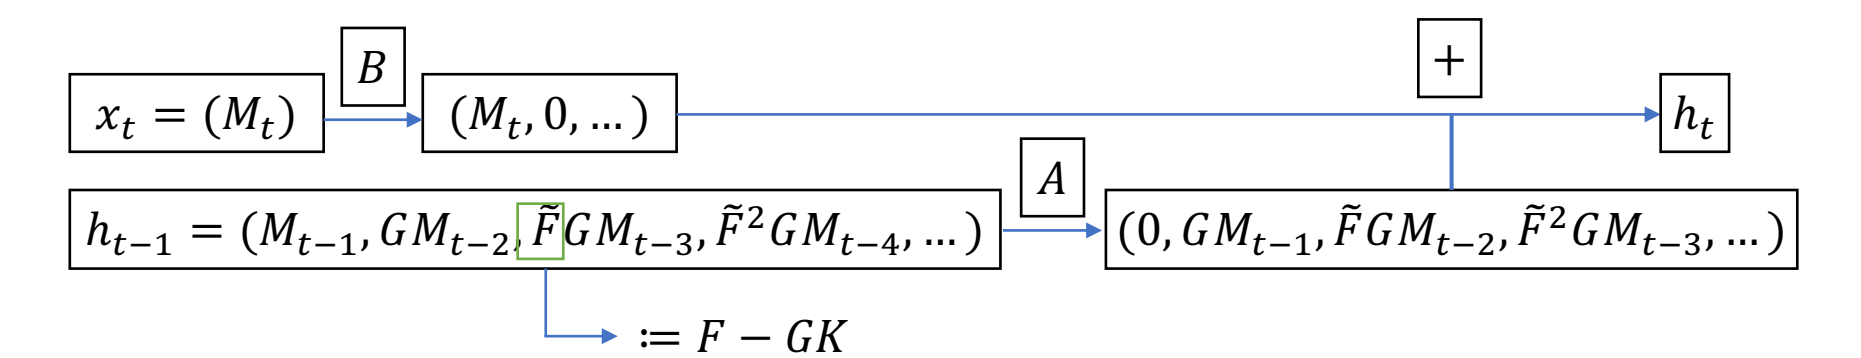 B
+
x_t = (M_t)
(M_t, 0, … )
h_t
A
h_{t−1} = (M_{t−1}, GM_{t−2}, F̃GM_{t−3}, F̃²GM_{t−4}, … )
(0, GM_{t−1}, F̃GM_{t−2}, F̃²GM_{t−3}, … )
≔ F − GK